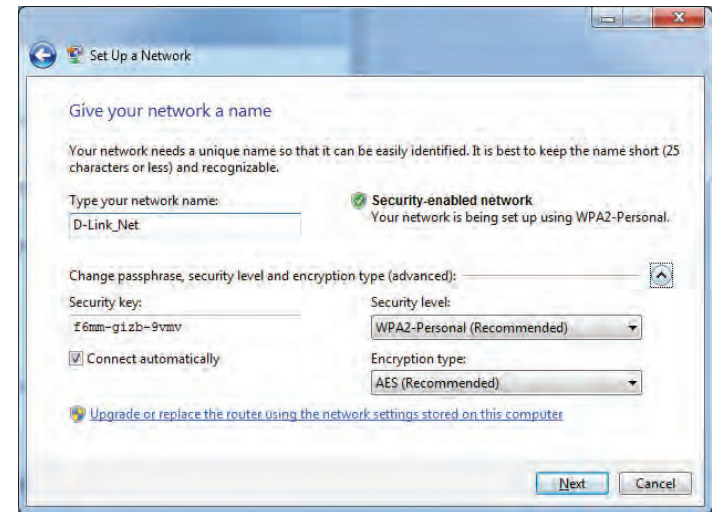 Set Up a Network
Give your network a name
Your network needs a unique name so that it can be easily identified. It is best to keep the name short (25
characters or less) and recognizable.
Type your network name:
D-Link_Net
Security-enabled network
Your network is being set up using WPA2-Personal.
Change passphrase, security level and encryption type (advanced):
Security key:
f6mm-gizb-9vmv
Security level:
WPA2-Personal (Recommended)
Connect automatically
Encryption type:
AES (Recommended)
Upgrade or replace the router using the network settings stored on this computer
Next
Cancel